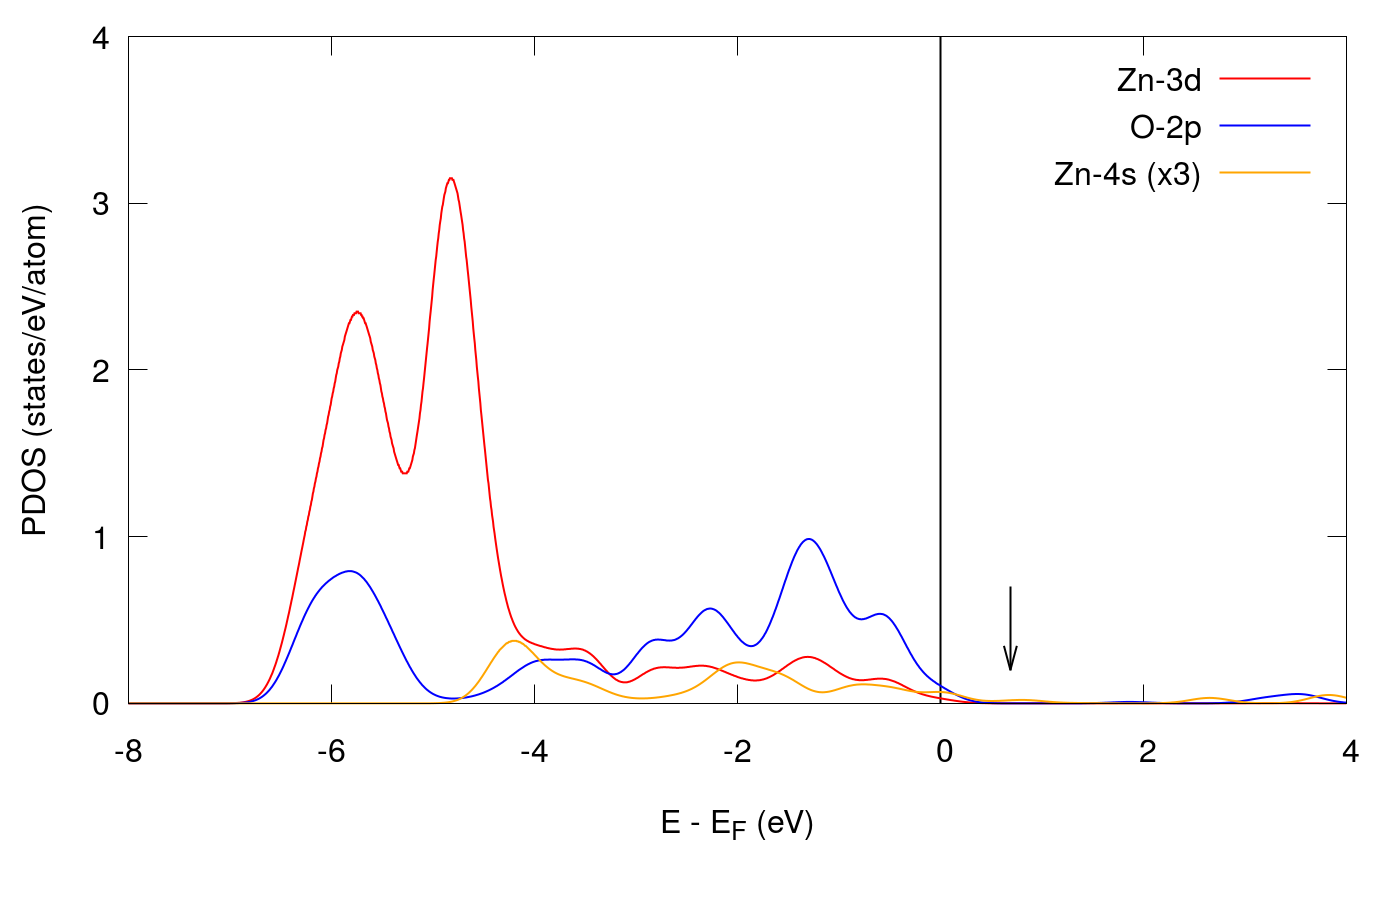 4
3
2
1
0
-8
-6
-4
-2
0
2
4
PDOS (states/eV/atom)
E - E_F (eV)
Zn-3d
O-2p
Zn-4s (x3)